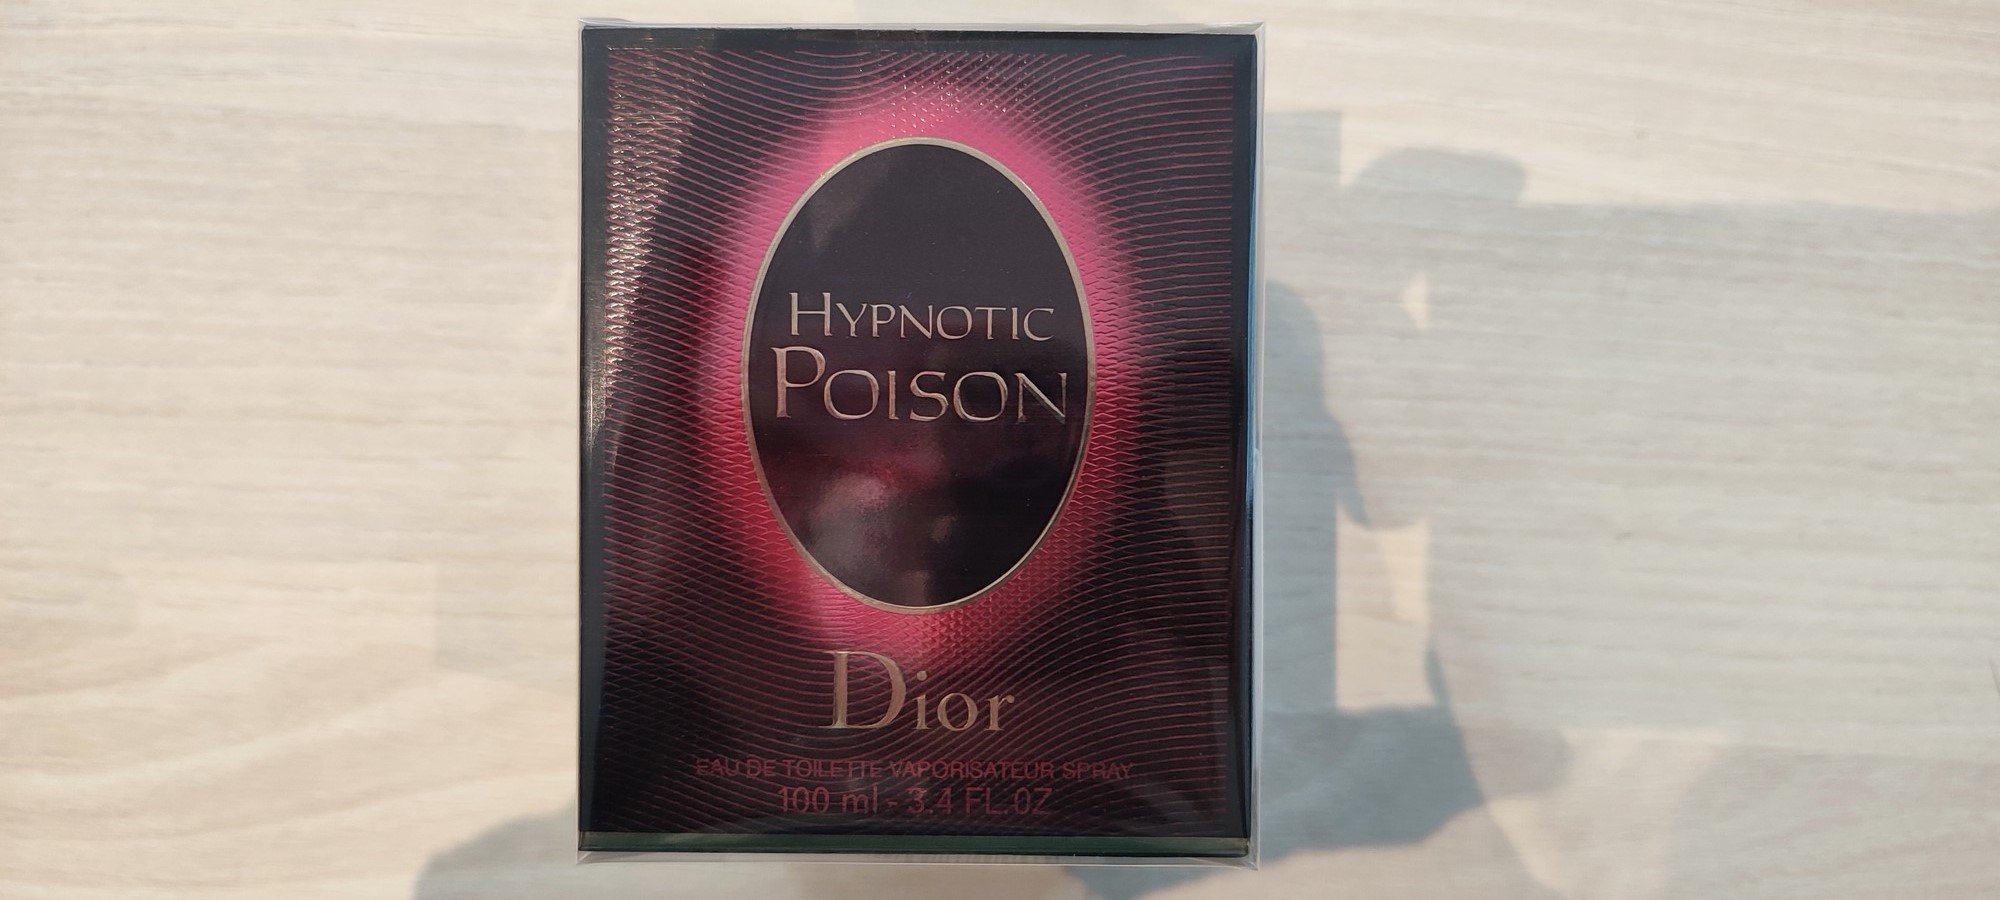 HYPNOTIC
POISON
Dior
EAU DE TOILETTE VAPORISATEUR SPRAY
100 ml - 3.4 FL.OZ